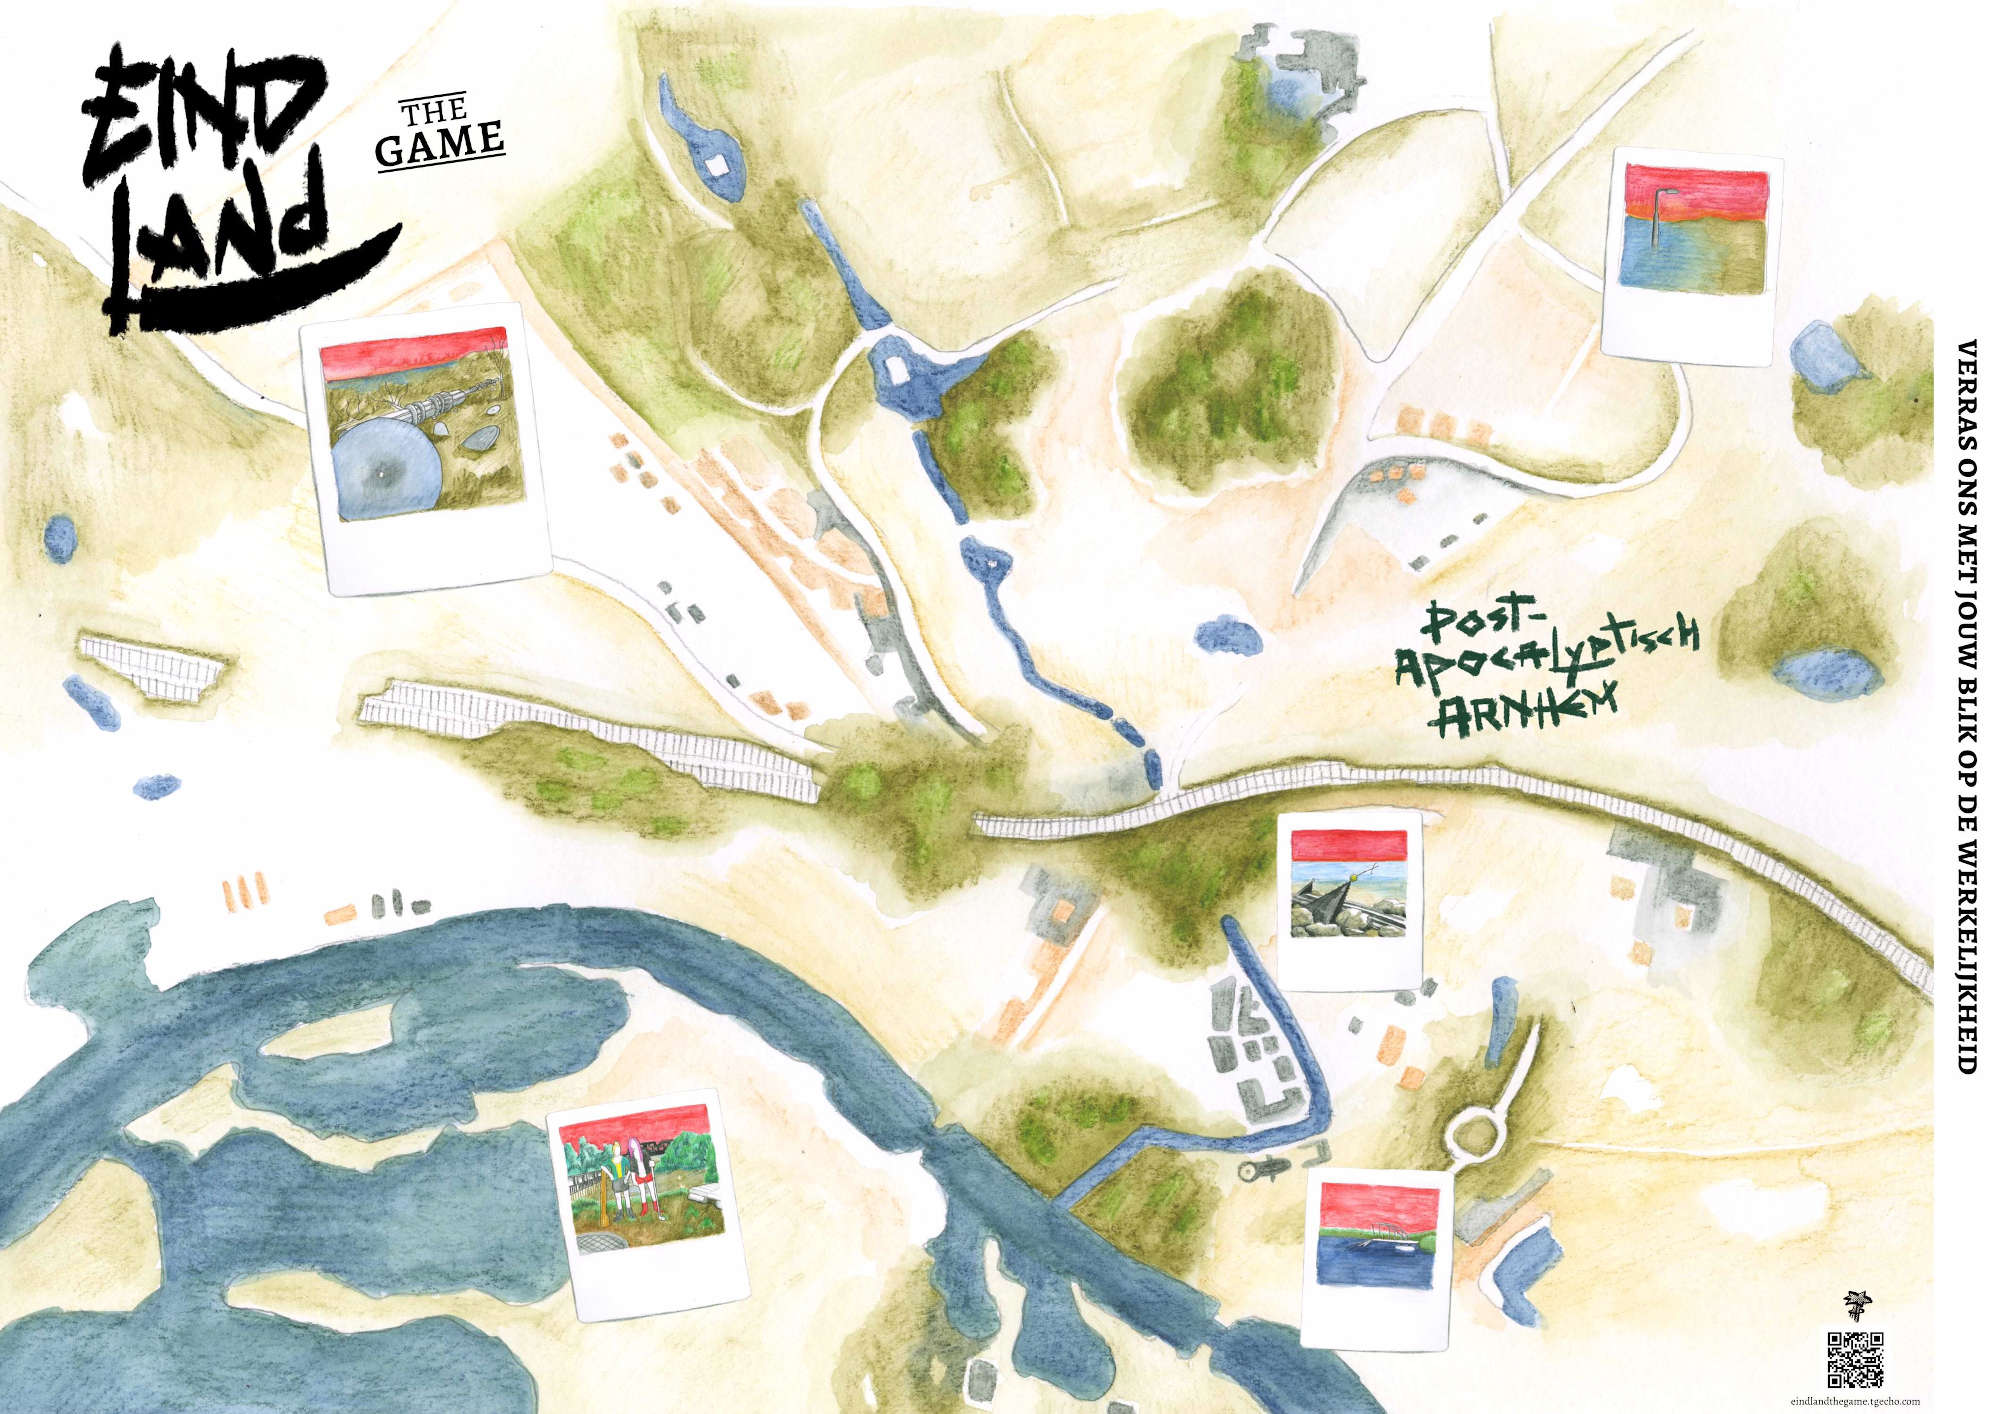 EIND
LANd
THE
GAME
POST-
APOCALYPTISCH
ARNHEM
VERRAS ONS MET JOUW BLIK OP DE WERKELIJKHEID
eindlandthegame.tgecho.com